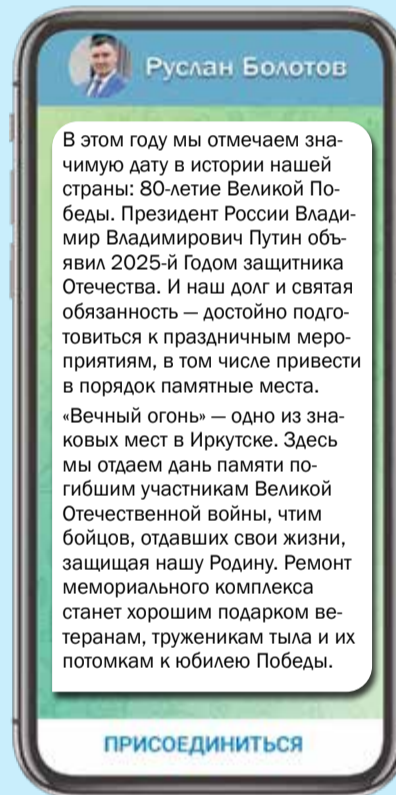 Руслан Болотов
В этом году мы отмечаем зна-
чимую дату в истории нашей
страны: 80-летие Великой По-
беды. Президент России Влади-
мир Владимирович Путин объ-
явил 2025-й Годом защитника
Отечества. И наш долг и святая
обязанность — достойно подго-
товиться к праздничным меро-
приятиям, в том числе привести
в порядок памятные места.
«Вечный огонь» — одно из зна-
ковых мест в Иркутске. Здесь
мы отдаем дань памяти по-
гибшим участникам Великой
Отечественной войны, чтим
бойцов, отдавших свои жизни,
защищая нашу Родину. Ремонт
мемориального комплекса
станет хорошим подарком ве-
теранам, труженикам тыла и их
потомкам к юбилею Победы.
ПРИСОЕДИНИТЬСЯ